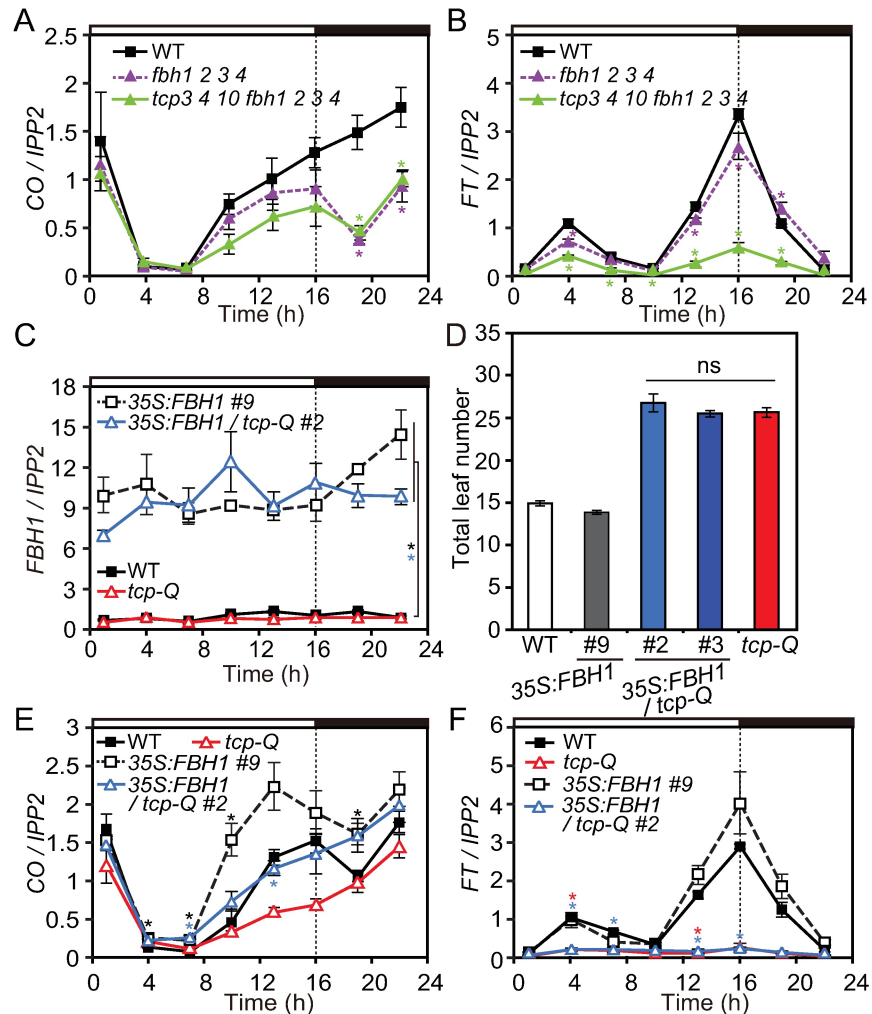 A
2.5
2
1.5
1
0.5
0
CO / IPP2
WT
fbh1 2 3 4
tcp3 4 10 fbh1 2 3 4
*
*
*
*
0 4 8 12 16 20 24
Time (h)
B
5
4
3
2
1
0
FT / IPP2
WT
fbh1 2 3 4
tcp3 4 10 fbh1 2 3 4
*
*
*
*
*
*
*
*
*
*
0 4 8 12 16 20 24
Time (h)
C
18
15
12
9
6
3
0
FBH1 / IPP2
35S:FBH1 #9
35S:FBH1 / tcp-Q #2
WT
tcp-Q
*
*
0 4 8 12 16 20 24
Time (h)
D
35
30
25
20
15
10
5
0
Total leaf number
ns
WT #9 #2 #3 tcp-Q
35S:FBH1
35S:FBH1
/ tcp-Q
E
3
2.5
2
1.5
1
0.5
0
CO / IPP2
WT tcp-Q
35S:FBH1 #9
35S:FBH1
/ tcp-Q #2
*
*
*
*
*
*
*
0 4 8 12 16 20 24
Time (h)
F
6
5
4
3
2
1
0
FT / IPP2
WT
tcp-Q
35S:FBH1 #9
35S:FBH1
/ tcp-Q #2
*
*
*
*
*
*
0 4 8 12 16 20 24
Time (h)